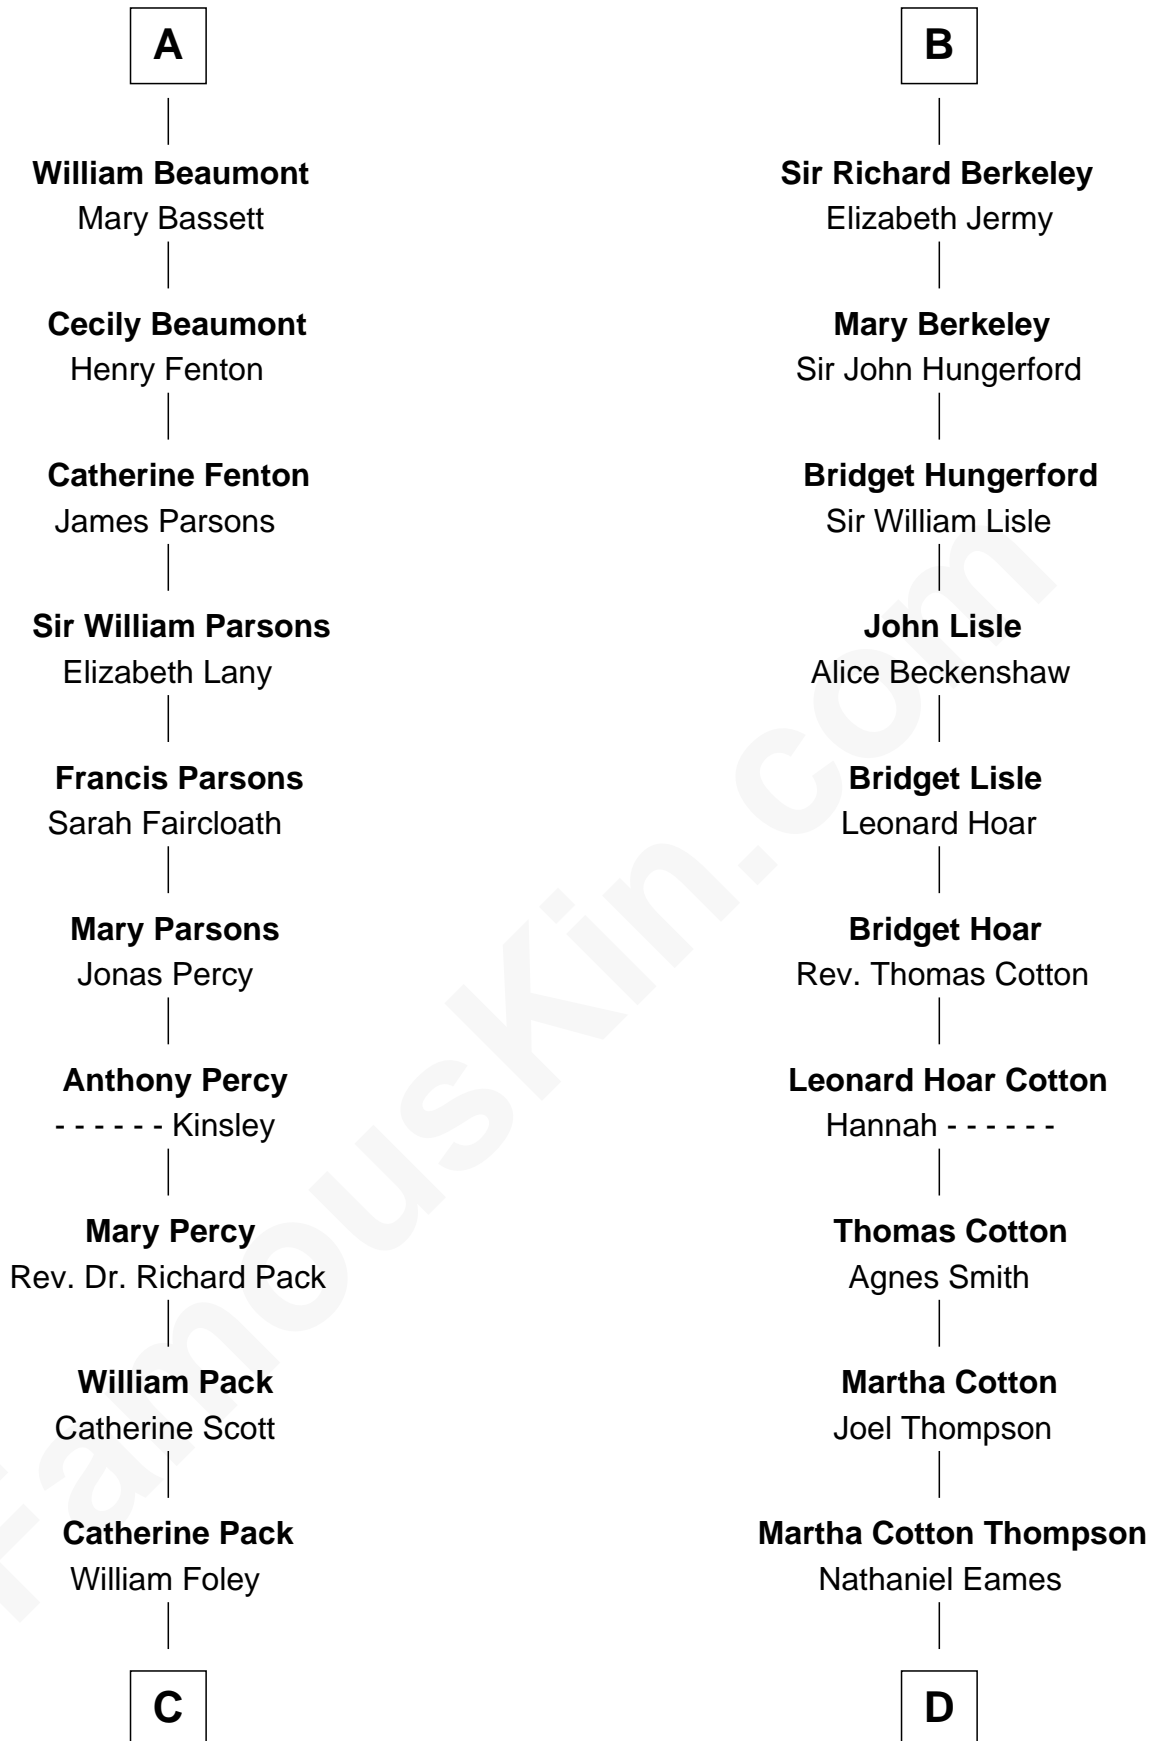 A
William Beaumont
Mary Bassett
Cecily Beaumont
Henry Fenton
Catherine Fenton
James Parsons
Sir William Parsons
Elizabeth Lany
Francis Parsons
Sarah Faircloath
Mary Parsons
Jonas Percy
Anthony Percy
- - - - - - Kinsley
Mary Percy
Rev. Dr. Richard Pack
William Pack
Catherine Scott
Catherine Pack
William Foley
C
B
Sir Richard Berkeley
Elizabeth Jermy
Mary Berkeley
Sir John Hungerford
Bridget Hungerford
Sir William Lisle
John Lisle
Alice Beckenshaw
Bridget Lisle
Leonard Hoar
Bridget Hoar
Rev. Thomas Cotton
Leonard Hoar Cotton
Hannah - - - - - -
Thomas Cotton
Agnes Smith
Martha Cotton
Joel Thompson
Martha Cotton Thompson
Nathaniel Eames
D
FamousKin.com